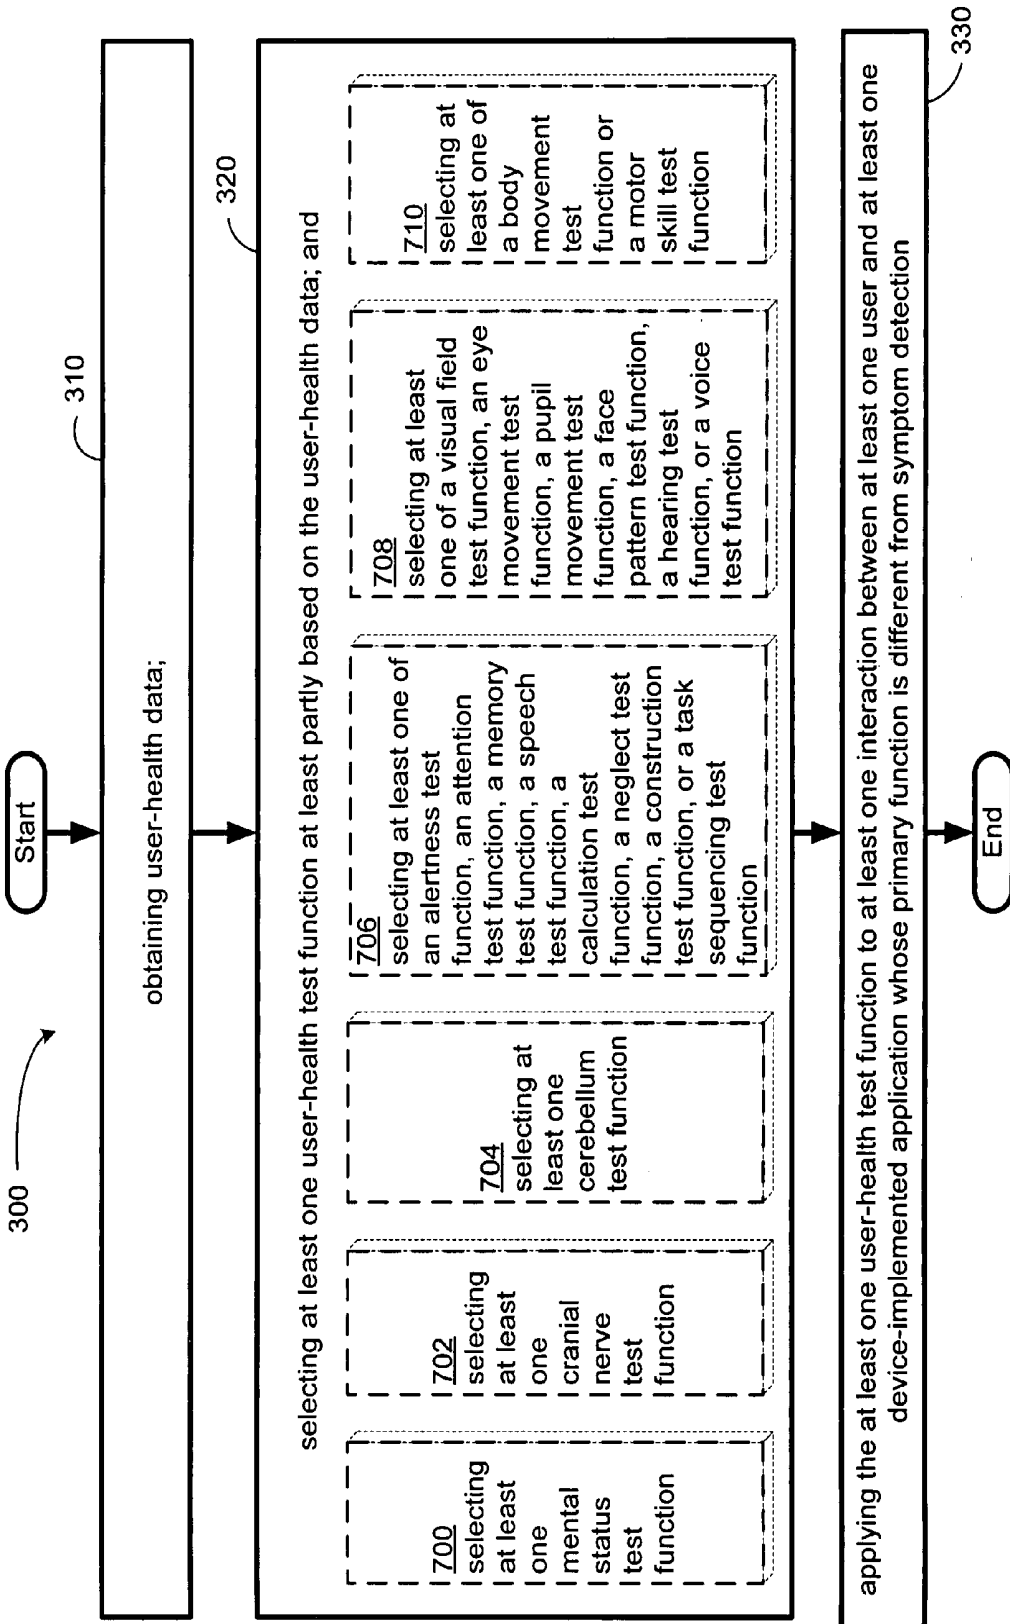 300
Start
310
obtaining user-health data;
320
selecting at least one user-health test function at least partly based on the user-health data; and
700
selecting
at least
one
mental
status
test
function
702
selecting
at least
one
cranial
nerve
test
function
704
selecting at
least one
cerebellum
test function
706
selecting at least one of
an alertness test
function, an attention
test function, a memory
test function, a speech
test function, a
calculation test
function, a neglect test
function, a construction
test function, or a task
sequencing test
function
708
selecting at least
one of a visual field
test function, an eye
movement test
function, a pupil
movement test
function, a face
pattern test function,
a hearing test
function, or a voice
test function
710
selecting at
least one of
a body
movement
test
function or
a motor
skill test
function
330
applying the at least one user-health test function to at least one interaction between at least one user and at least one
device-implemented application whose primary function is different from symptom detection
End